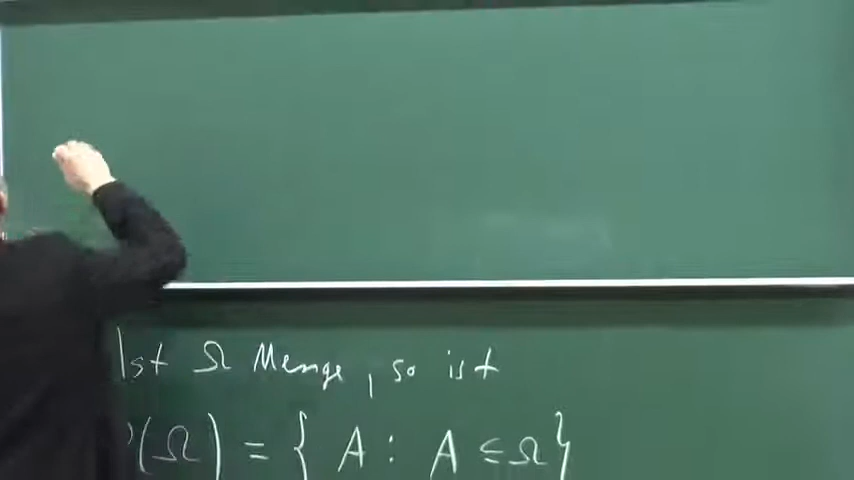 Ist Ω Menge, so ist
(Ω) = { A : A ⊆ Ω }